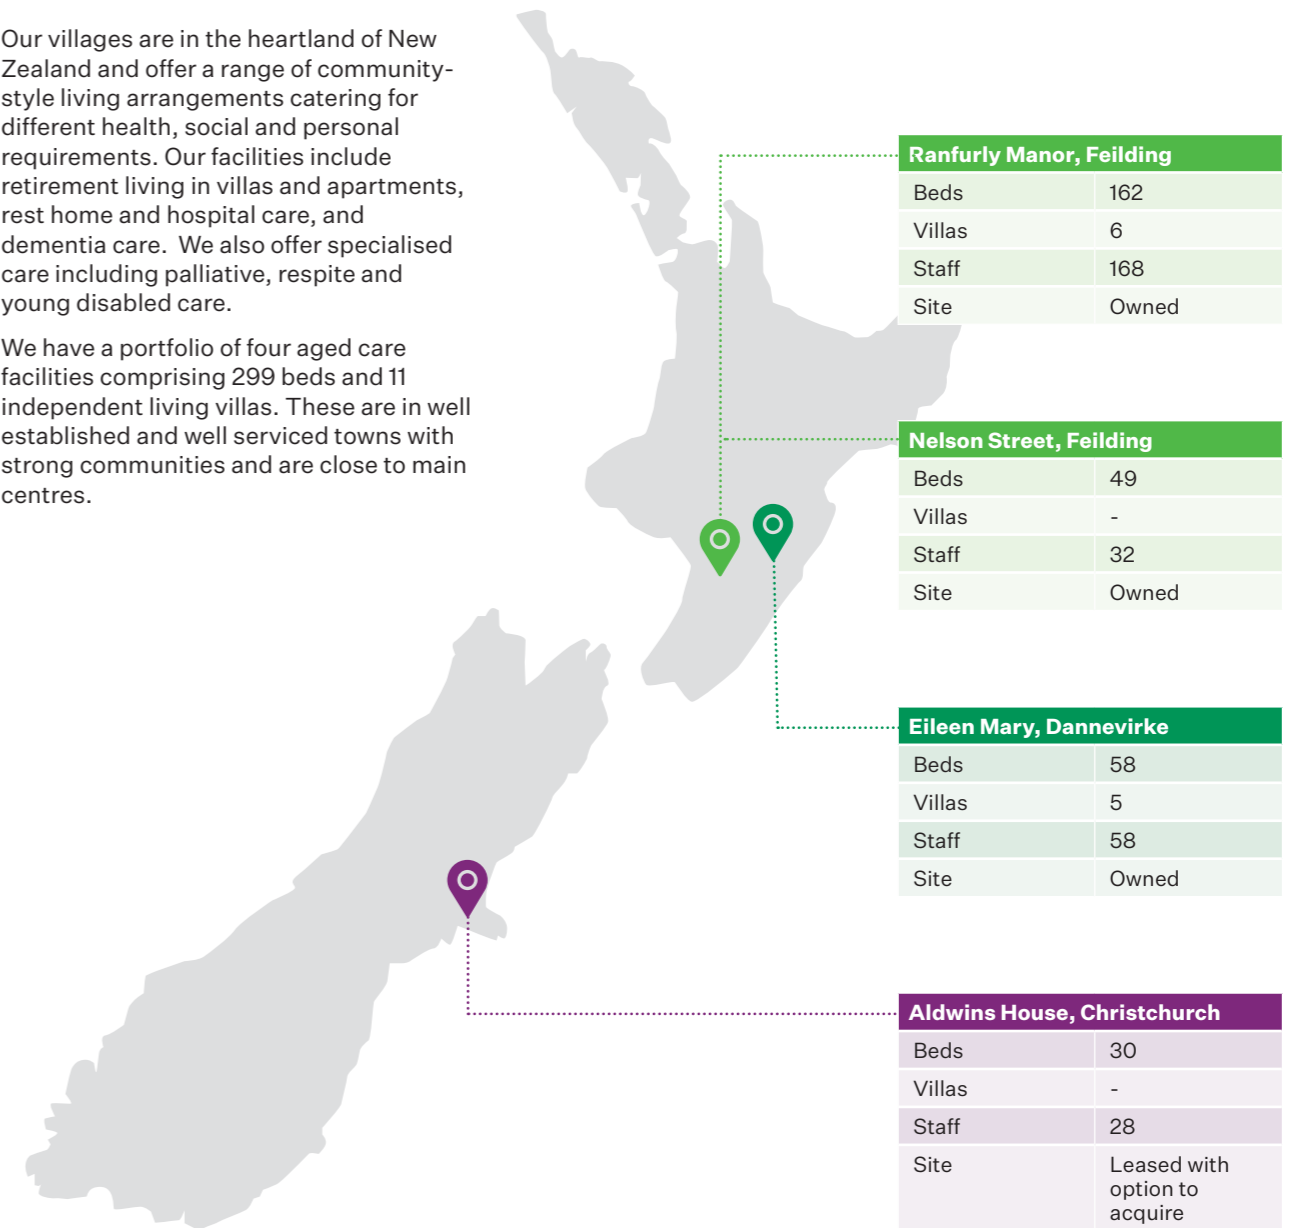 Our villages are in the heartland of New
Zealand and offer a range of community-
style living arrangements catering for
different health, social and personal
requirements. Our facilities include
retirement living in villas and apartments,
rest home and hospital care, and
dementia care. We also offer specialised
care including palliative, respite and
young disabled care.
We have a portfolio of four aged care
facilities comprising 299 beds and 11
independent living villas. These are in well
established and well serviced towns with
strong communities and are close to main
centres.
Ranfurly Manor, Feilding
Beds 162
Villas 6
Staff 168
Site Owned
Nelson Street, Feilding
Beds 49
Villas -
Staff 32
Site Owned
Eileen Mary, Dannevirke
Beds 58
Villas 5
Staff 58
Site Owned
Aldwins House, Christchurch
Beds 30
Villas -
Staff 28
Site Leased with
option to
acquire